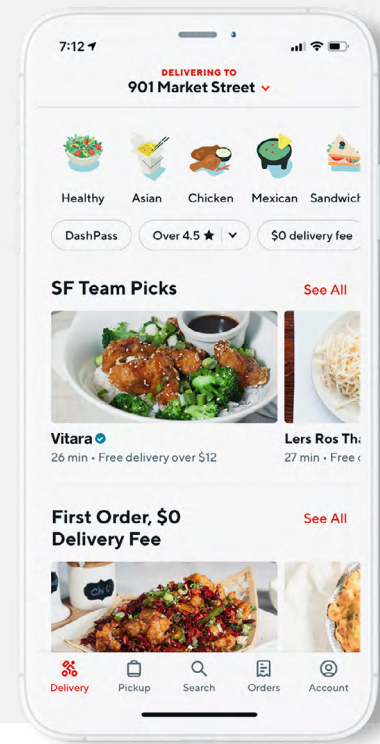 7:12
DELIVERING TO
901 Market Street
Healthy
Asian
Chicken
Mexican
Sandwich
DashPass
Over 4.5 ★
$0 delivery fee
SF Team Picks
See All
Vitara
26 min • Free delivery over $12
Lers Ros Tha
27 min • Free
First Order, $0
Delivery Fee
See All
Chili
Delivery
Pickup
Search
Orders
Account